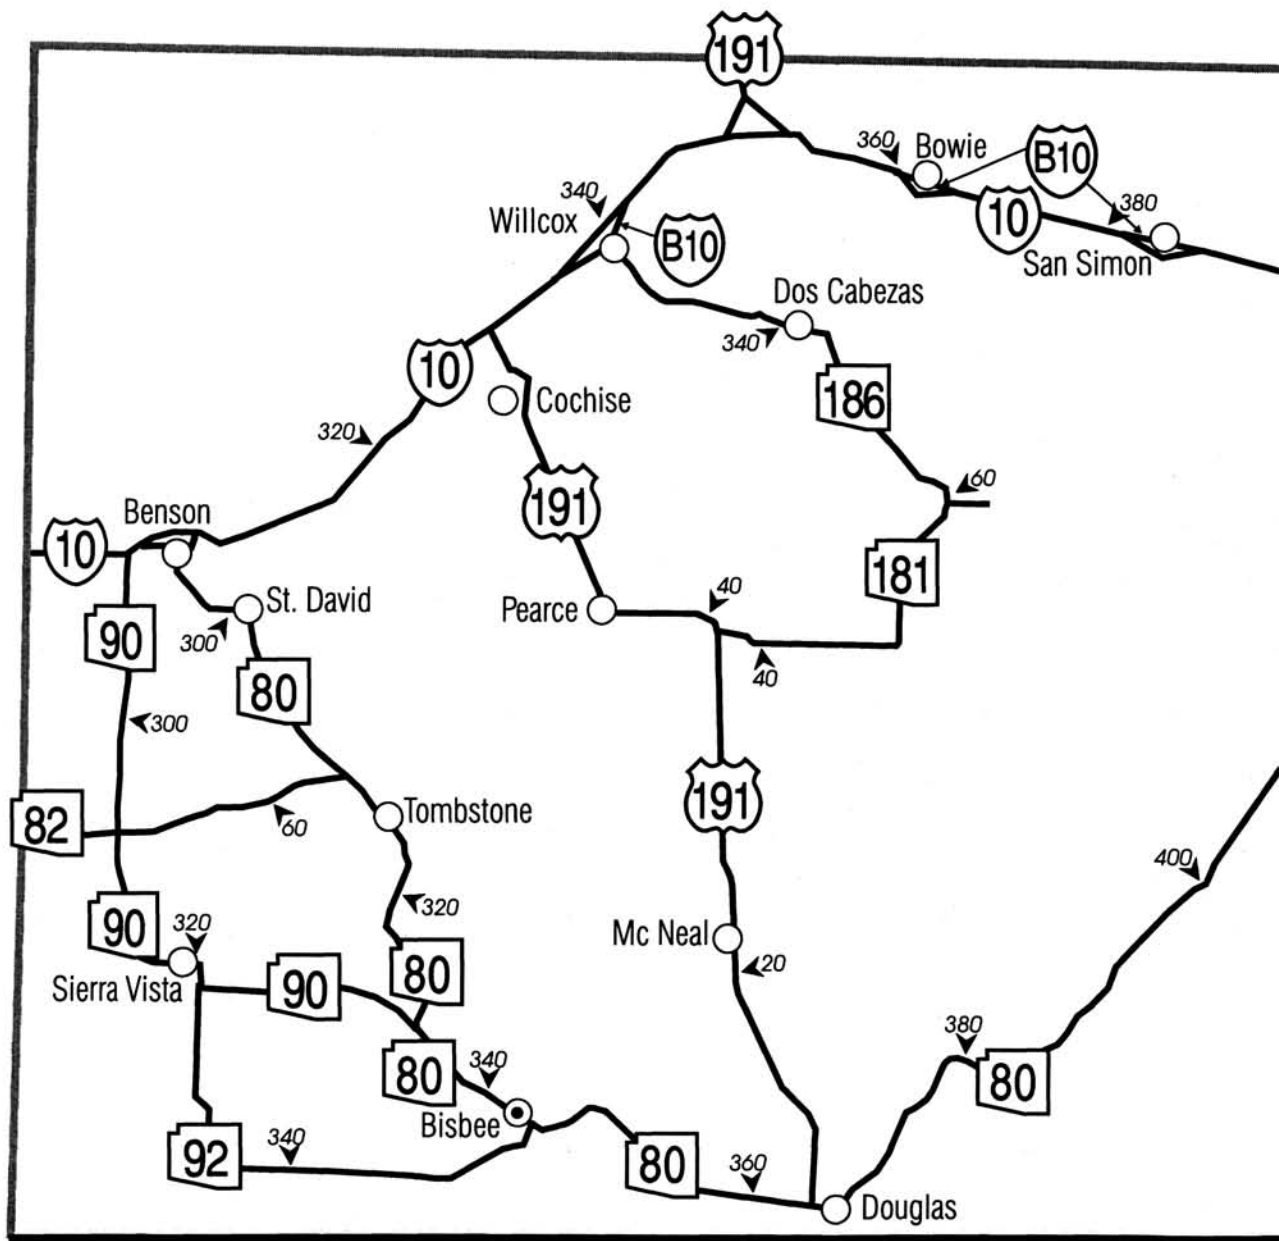 191
360
Bowie
B10
340
Willcox
10
380
B10
San Simon
Dos Cabezas
340
10
186
Cochise
320
60
191
Benson
10
181
St. David
Pearce
40
300
90
40
80
300
191
82
60
Tombstone
400
90
320
320
Mc Neal
80
20
Sierra Vista
90
380
80
80
340
Bisbee
340
92
80
360
Douglas